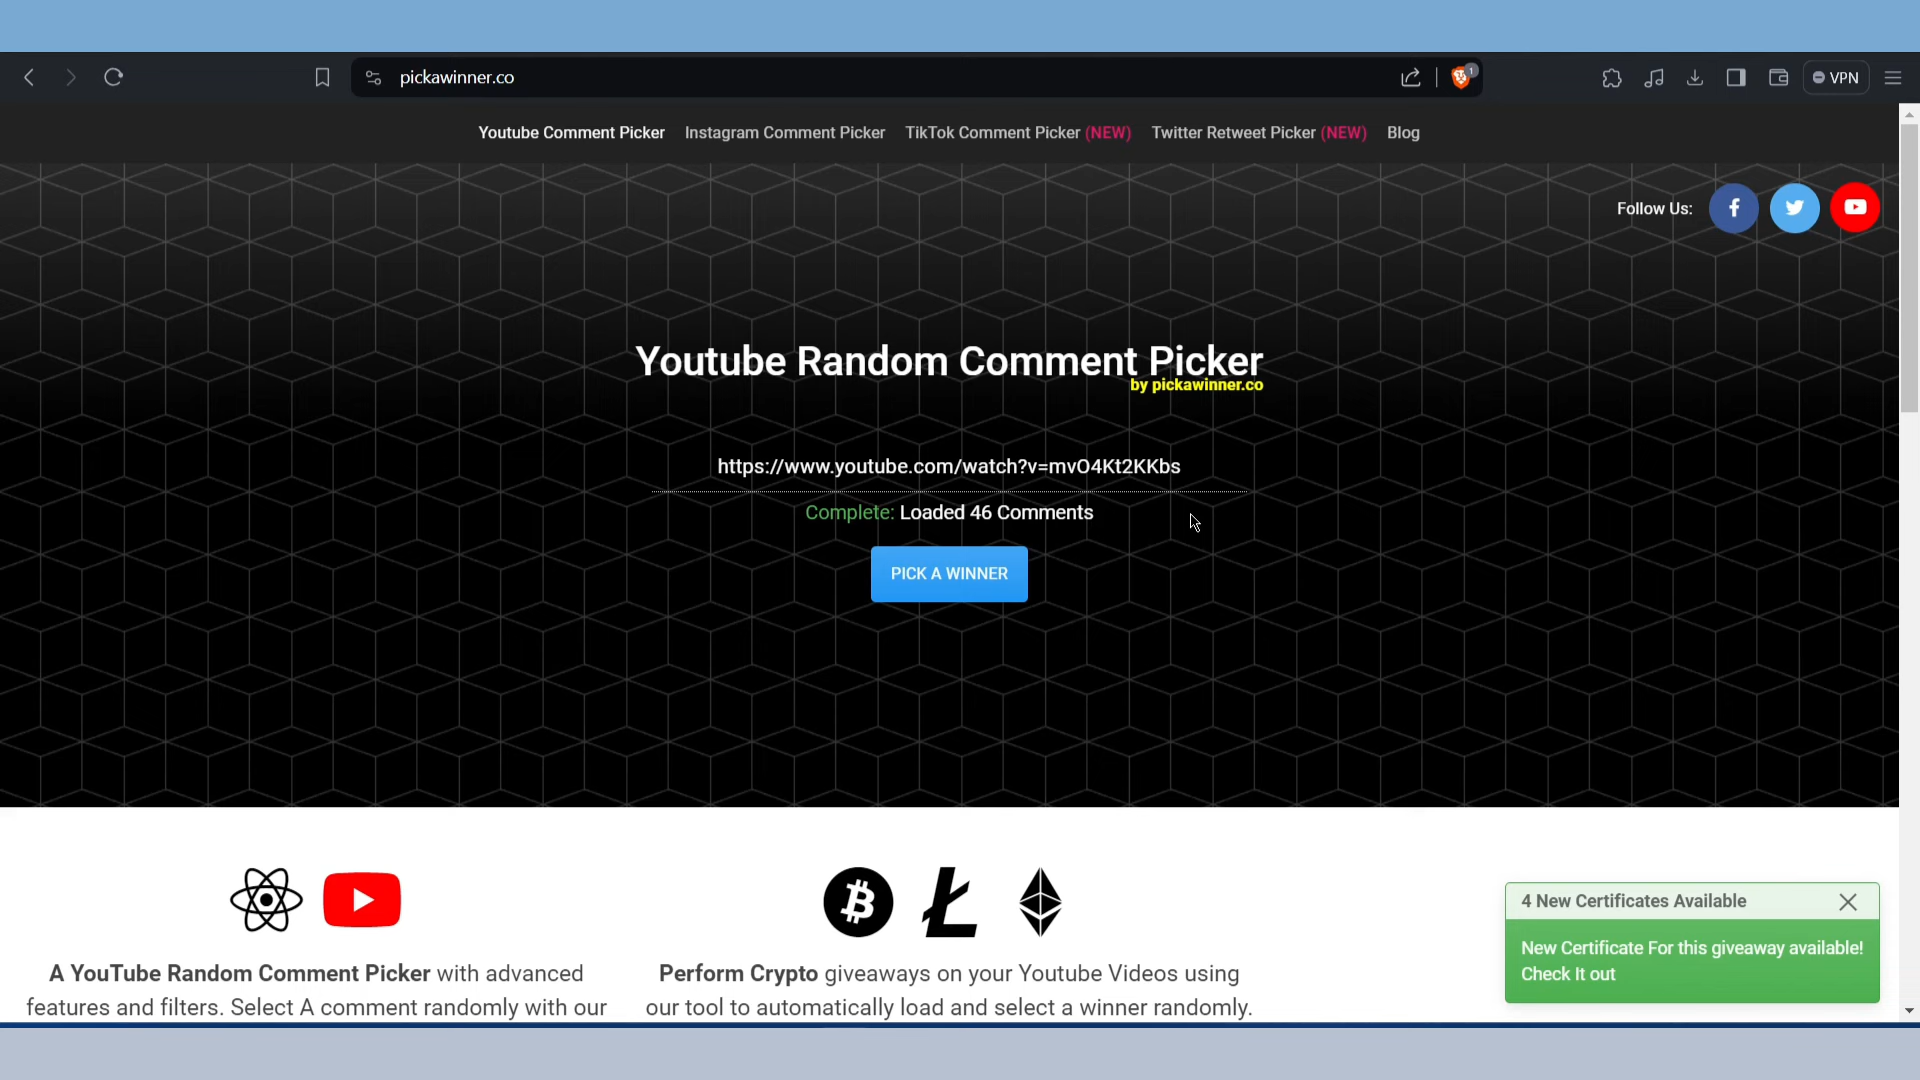 pickawinner.co
1
VPN
Youtube Comment Picker Instagram Comment Picker TikTok Comment Picker (NEW) Twitter Retweet Picker (NEW) Blog
Follow Us:
Youtube Random Comment Picker
by pickawinner.co
https://www.youtube.com/watch?v=mvO4Kt2KKbs
Complete: Loaded 46 Comments
PICK A WINNER
A YouTube Random Comment Picker with advanced
features and filters. Select A comment randomly with our
Perform Crypto giveaways on your Youtube Videos using
our tool to automatically load and select a winner randomly.
4 New Certificates Available
New Certificate For this giveaway available!
Check It out